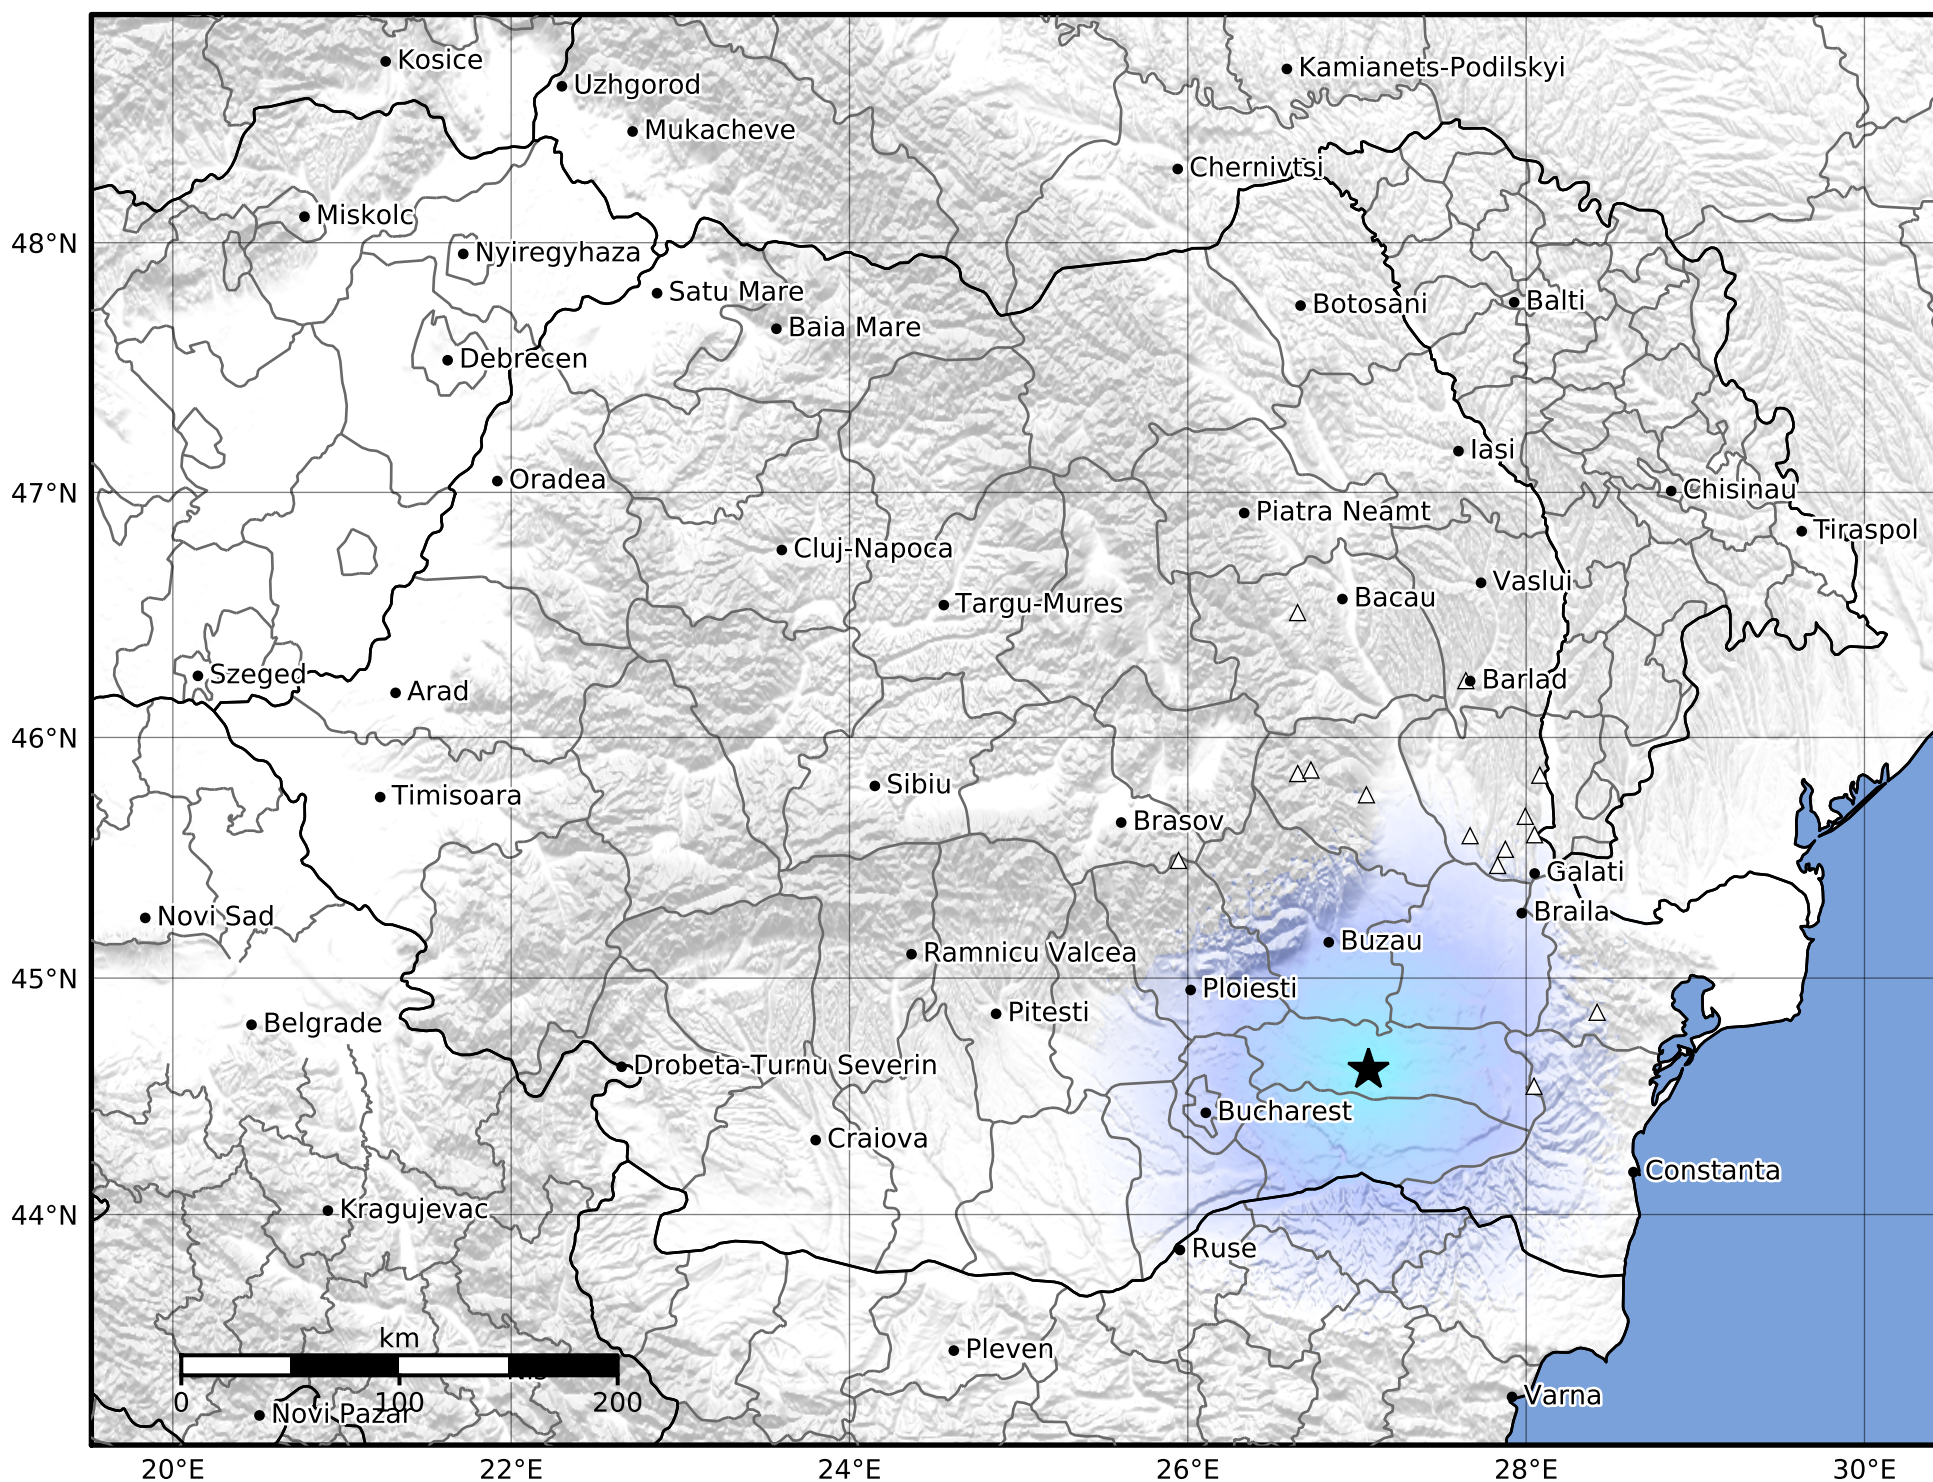 Kosice
Kamianets-Podilskyi
Uzhgorod
Mukacheve
Chernivtsi
Miskolc
48°N
Nyiregyhaza
Satu Mare
Botosani
Balti
Baia Mare
Debrecen
Iasi
47°N
Oradea
Chisinau
Piatra Neamt
Tiraspol
Cluj-Napoca
Vaslui
Bacau
Targu-Mures
Szeged
Arad
Barlad
46°N
Timisoara
Sibiu
Brasov
Galati
Novi Sad
Braila
Buzau
Ramnicu Valcea
45°N
Ploiesti
Pitesti
Belgrade
Drobeta-Turnu Severin
Bucharest
Craiova
Constanta
44°N
Kragujevac
Ruse
km
Pleven
0 100 200
Varna
Novi Pazar
20°E 22°E 24°E 26°E 28°E 30°E